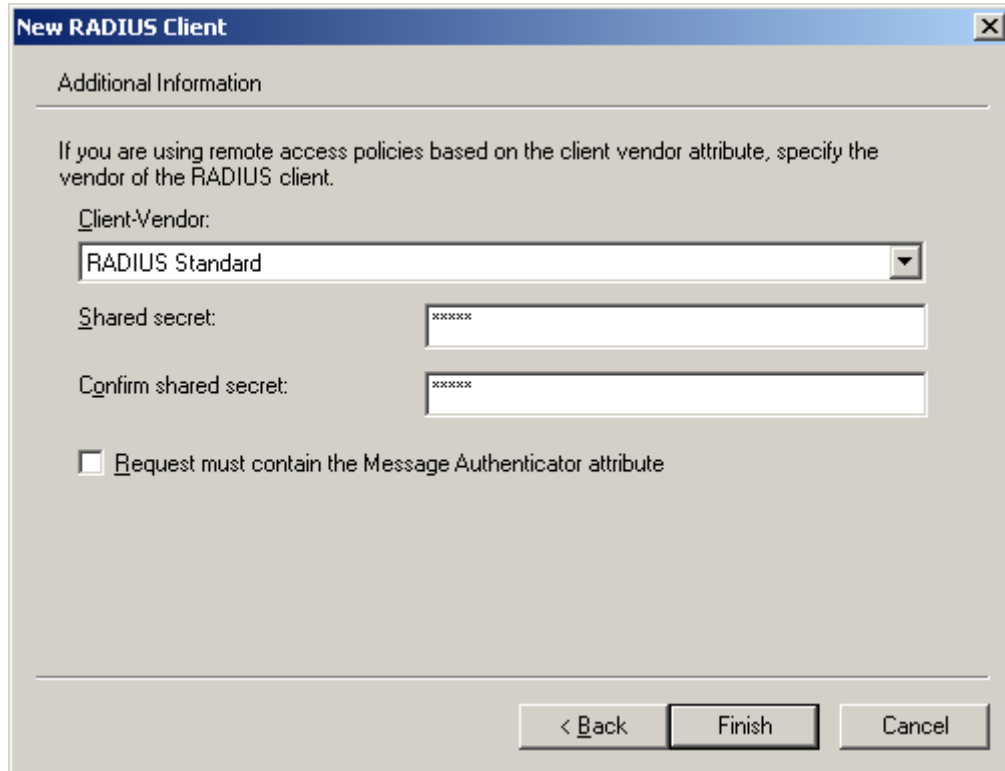 New RADIUS Client
Additional Information
If you are using remote access policies based on the client vendor attribute, specify the
vendor of the RADIUS client.
Client-Vendor:
RADIUS Standard
Shared secret:
*****
Confirm shared secret:
*****
Request must contain the Message Authenticator attribute
< Back
Finish
Cancel